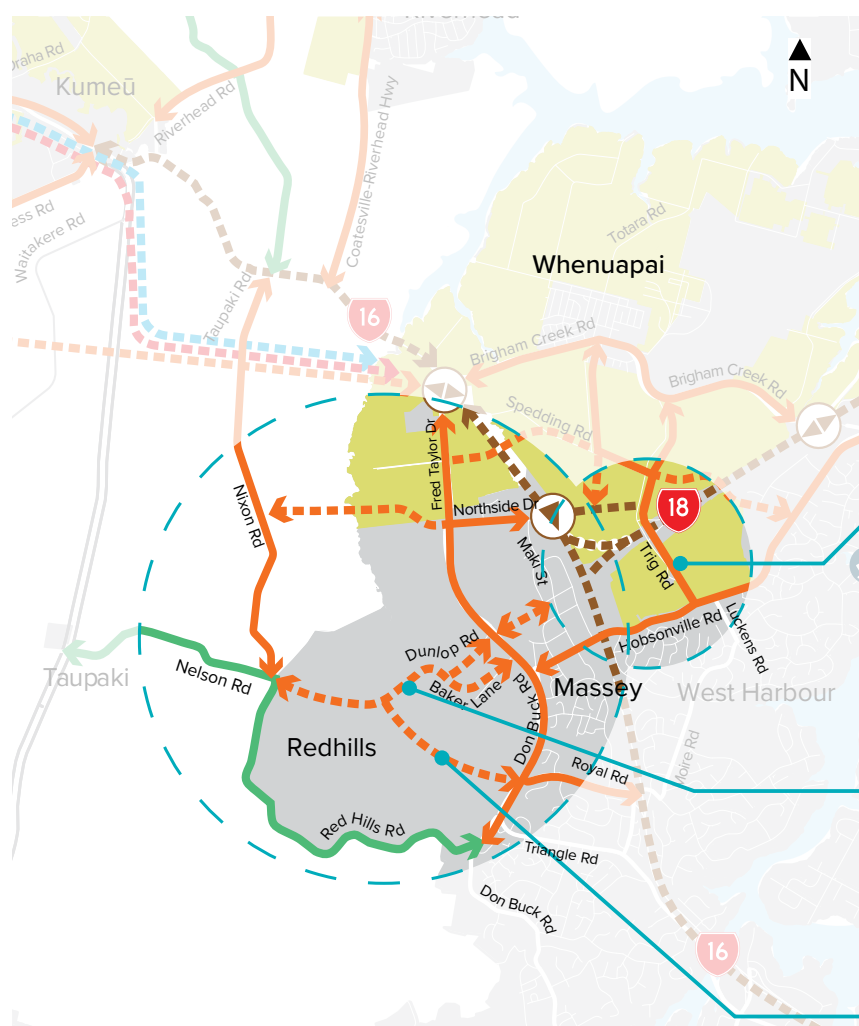 Riverhead
N
Kumeū
Riverhead Rd
Coatesville-Riverhead Hwy
Waitakere Rd
Taupaki Rd
16
Totara Rd
Whenuapai
Brigham Creek Rd
Brigham Creek Rd
Spedding Rd
Fred Taylor Dr
Northside Dr
18
Nixon Rd
Maki St
Trig Rd
Hobsonville Rd
Luckens Rd
Dunlop Rd
Baker Lane
Don Buck Rd
Massey
West Harbour
Taupaki
Nelson Rd
Redhills
Royal Rd
Moire Rd
Red Hills Rd
Triangle Rd
Don Buck Rd
16